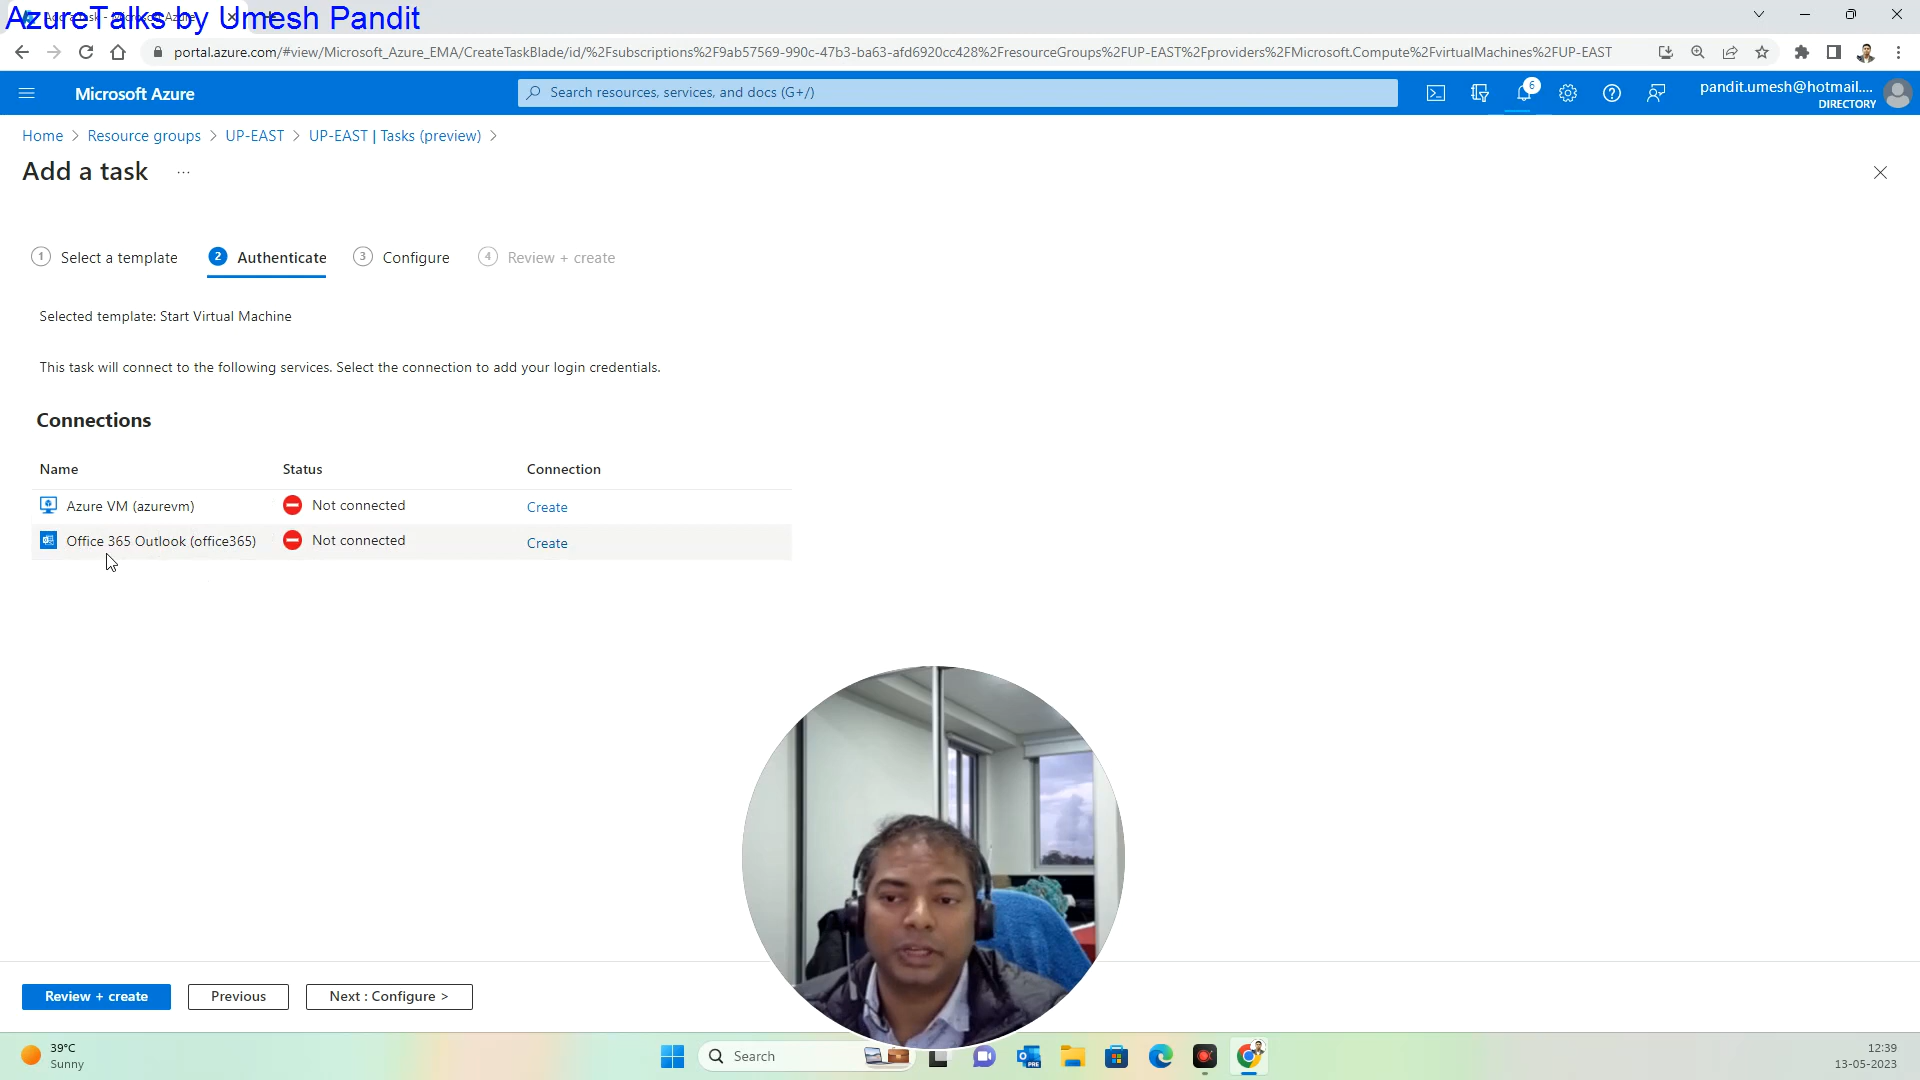 AzureTalks by Umesh Pandit
portal.azure.com/#view/Microsoft_Azure_EMA/CreateTaskBlade/id/%2Fsubscriptions%2F9ab57569-990c-47b3-ba63-afd6920cc428%2FresourceGroups%2FUP-EAST%2Fproviders%2FMicrosoft.Compute%2FvirtualMachines%2FUP-EAST
Microsoft Azure
Search resources, services, and docs (G+/)
6
pandit.umesh@hotmail....
DIRECTORY
Home > Resource groups > UP-EAST > UP-EAST | Tasks (preview) >
Add a task ...
1 Select a template
2 Authenticate
3 Configure
4 Review + create
Selected template: Start Virtual Machine
This task will connect to the following services. Select the connection to add your login credentials.
Connections
Name Status Connection
Azure VM (azurevm) Not connected Create
Office 365 Outlook (office365) Not connected Create
Review + create
Previous
Next : Configure >
39°C
Sunny
Search
PRE
12:39
13-05-2023